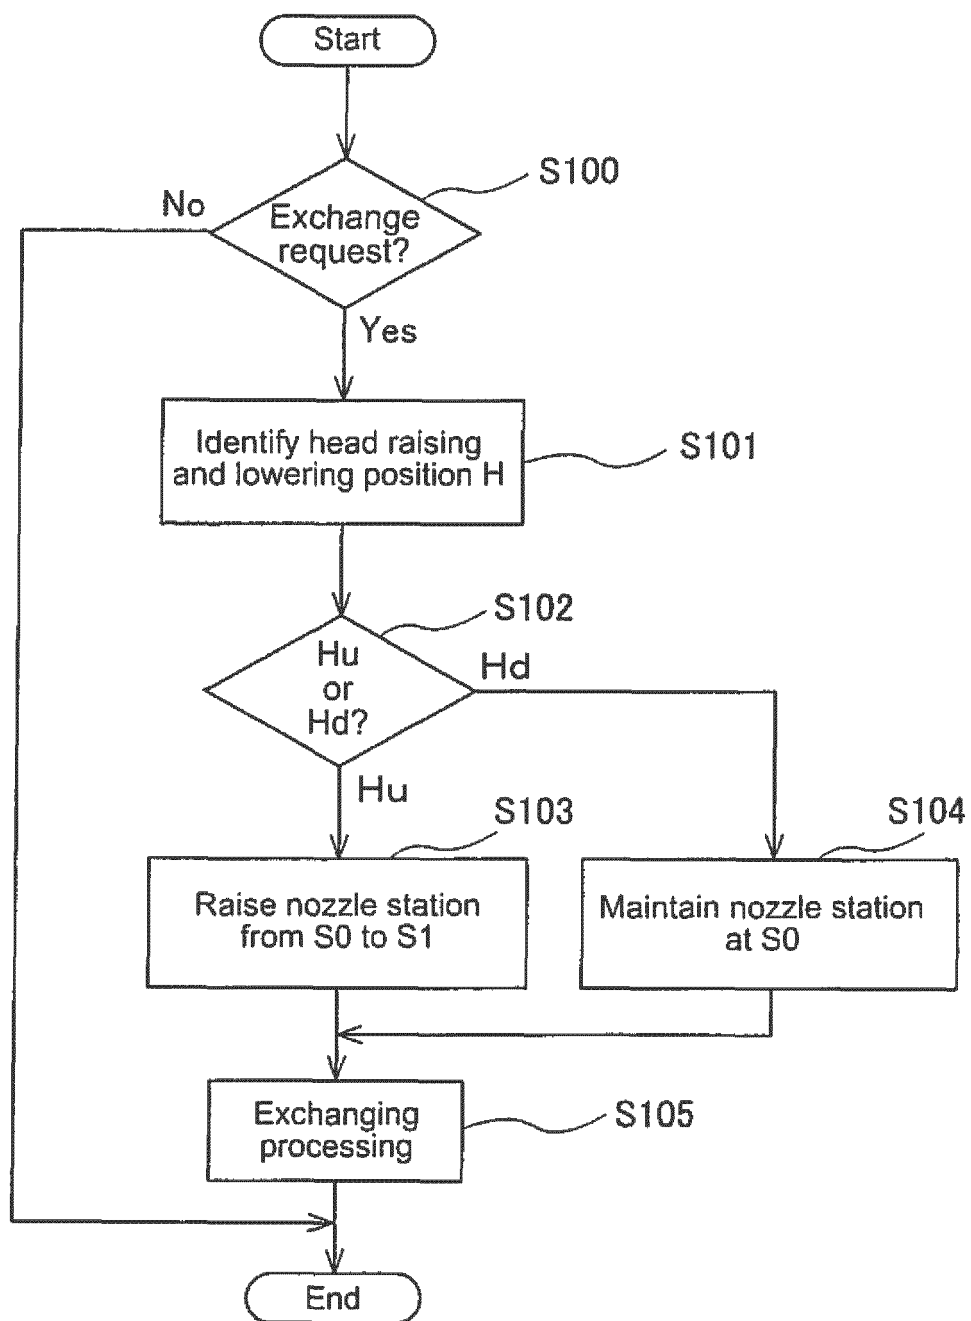 Start
S100
No
Exchange
request?
Yes
Identify head raising
and lowering position H
S101
S102
Hu
or
Hd?
Hd
Hu
S103
S104
Raise nozzle station
from S0 to S1
Maintain nozzle station
at S0
Exchanging
processing
S105
End